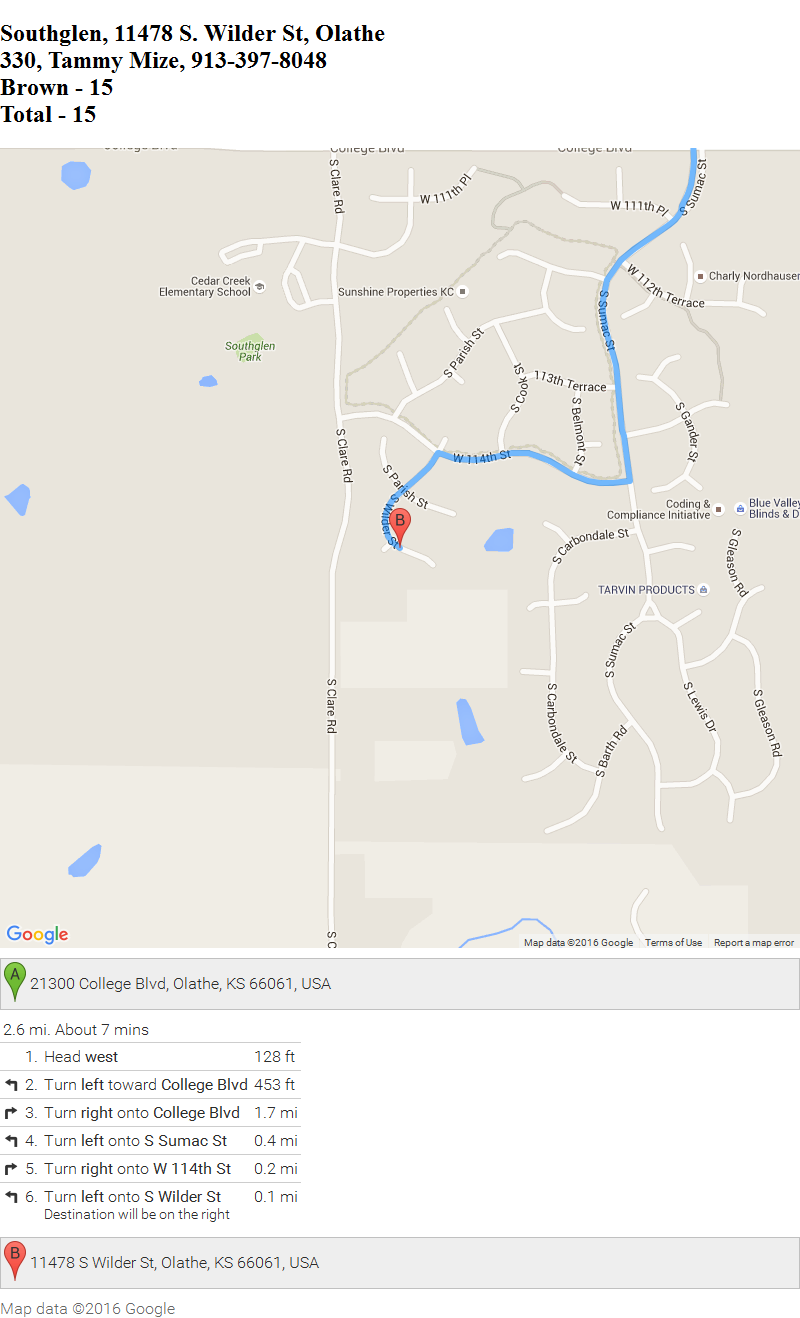 Southglen, 11478 S. Wilder St, Olathe
330, Tammy Mize, 913-397-8048
Brown - 15
Total - 15
College Blvd
College Blvd
College Blvd
S Clare Rd
W 111th Pl
W 111th Pl
S Sumac St
Cedar Creek
Elementary School
Sunshine Properties KC
Charly Nordhauser
W 112th Terrace
S Sumac St
Southglen
Park
S Parish St
S Cook St
113th Terrace
S Belmont St
S Gander St
S Clare Rd
W 114th St
S Parish St
S Wilder St
B
Coding &
Compliance Initiative
Blue Valley
Blinds & D
S Carbondale St
S Gleason Rd
TARVIN PRODUCTS
S Sumac St
S Clare Rd
S Carbondale St
S Barth Rd
S Lewis Dr
S Gleason Rd
S C
Google
Map data ©2016 Google Terms of Use Report a map error
A 21300 College Blvd, Olathe, KS 66061, USA
2.6 mi. About 7 mins
1. Head west 128 ft
2. Turn left toward College Blvd 453 ft
3. Turn right onto College Blvd 1.7 mi
4. Turn left onto S Sumac St 0.4 mi
5. Turn right onto W 114th St 0.2 mi
6. Turn left onto S Wilder St 0.1 mi
Destination will be on the right
B 11478 S Wilder St, Olathe, KS 66061, USA
Map data ©2016 Google